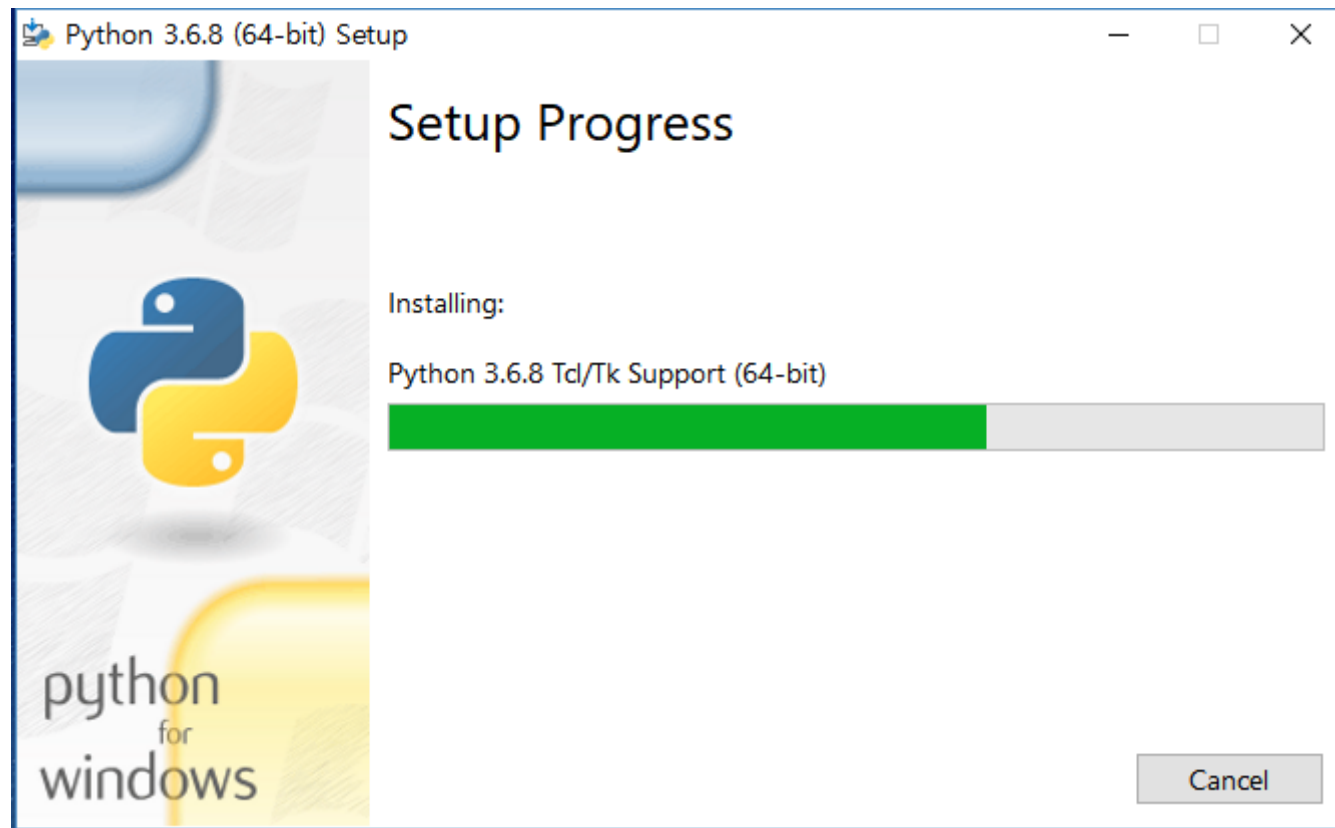 Python 3.6.8 (64-bit) Setup
Setup Progress
Installing:
Python 3.6.8 Tcl/Tk Support (64-bit)
python
for
windows
Cancel